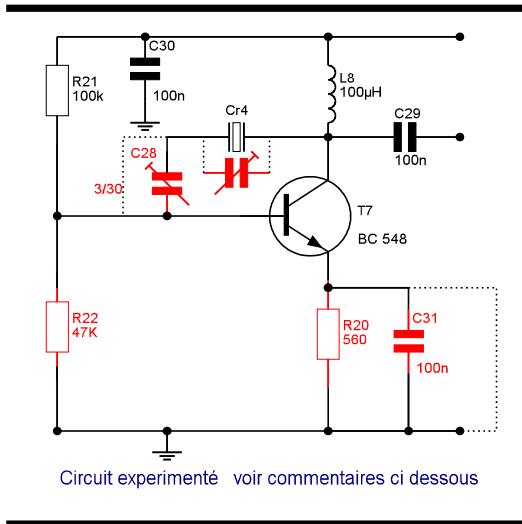 C30
100n
R21
100k
L8
100µH
Cr4
C29
100n
C28
3/30
T7
BC 548
R22
47K
R20
560
C31
100n
Circuit experimenté voir commentaires ci dessous